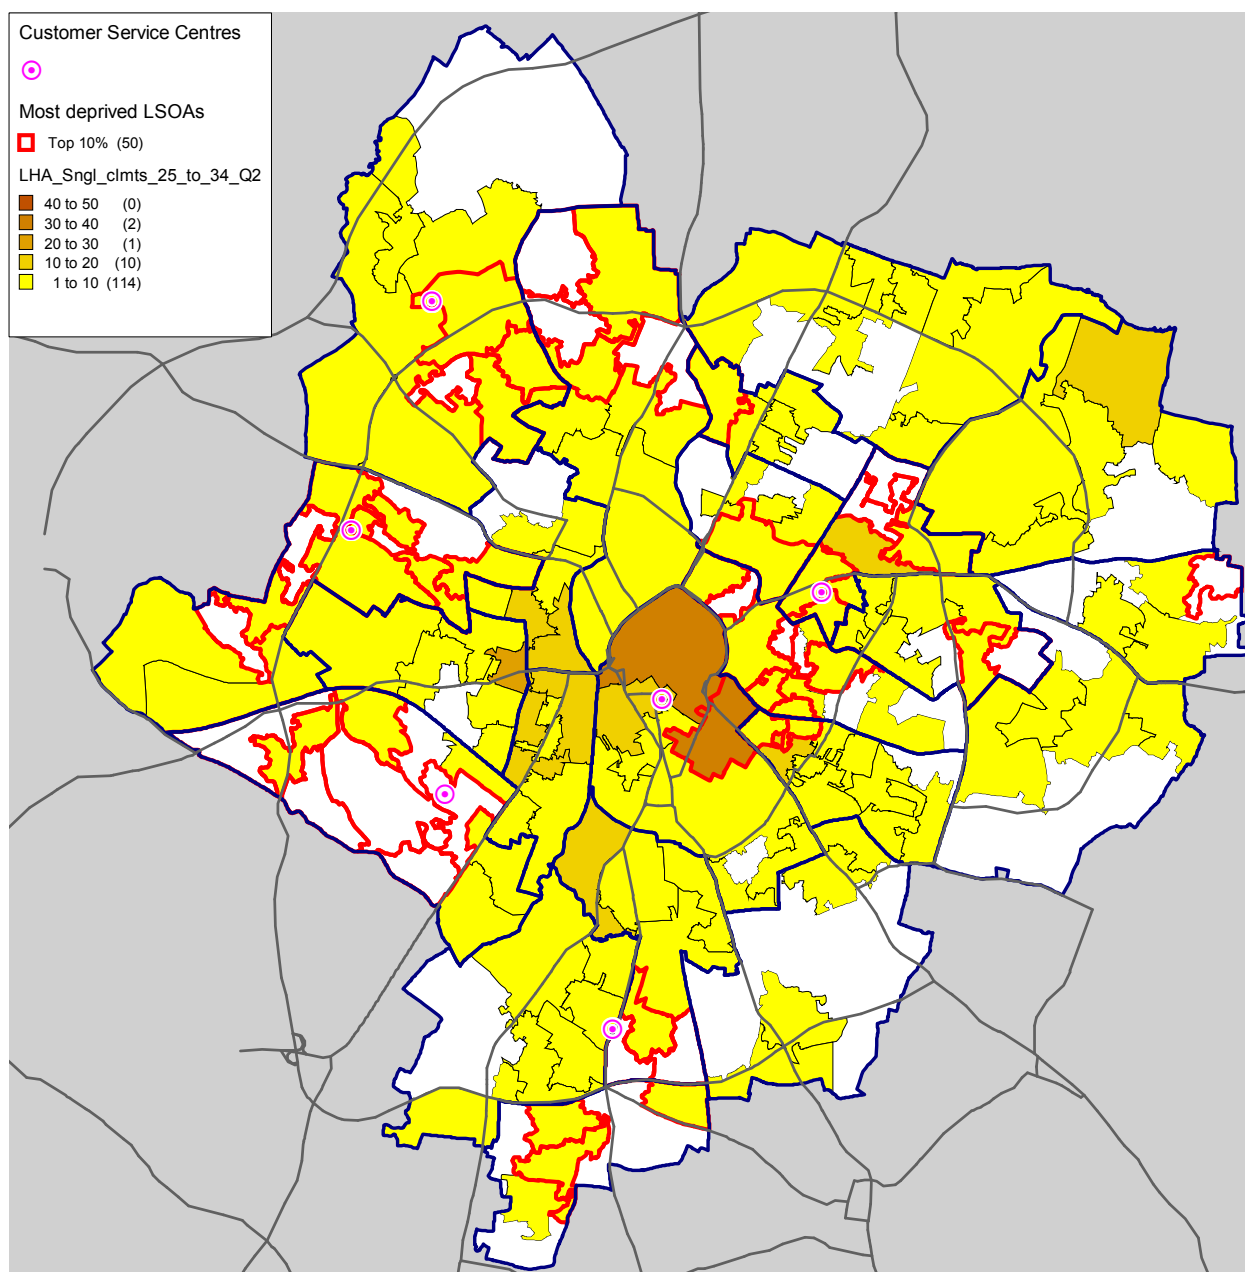 Customer Service Centres
Most deprived LSOAs
Top 10% (50)
LHA_Sngl_clmts_25_to_34_Q2
40 to 50 (0)
30 to 40 (2)
20 to 30 (1)
10 to 20 (10)
1 to 10 (114)